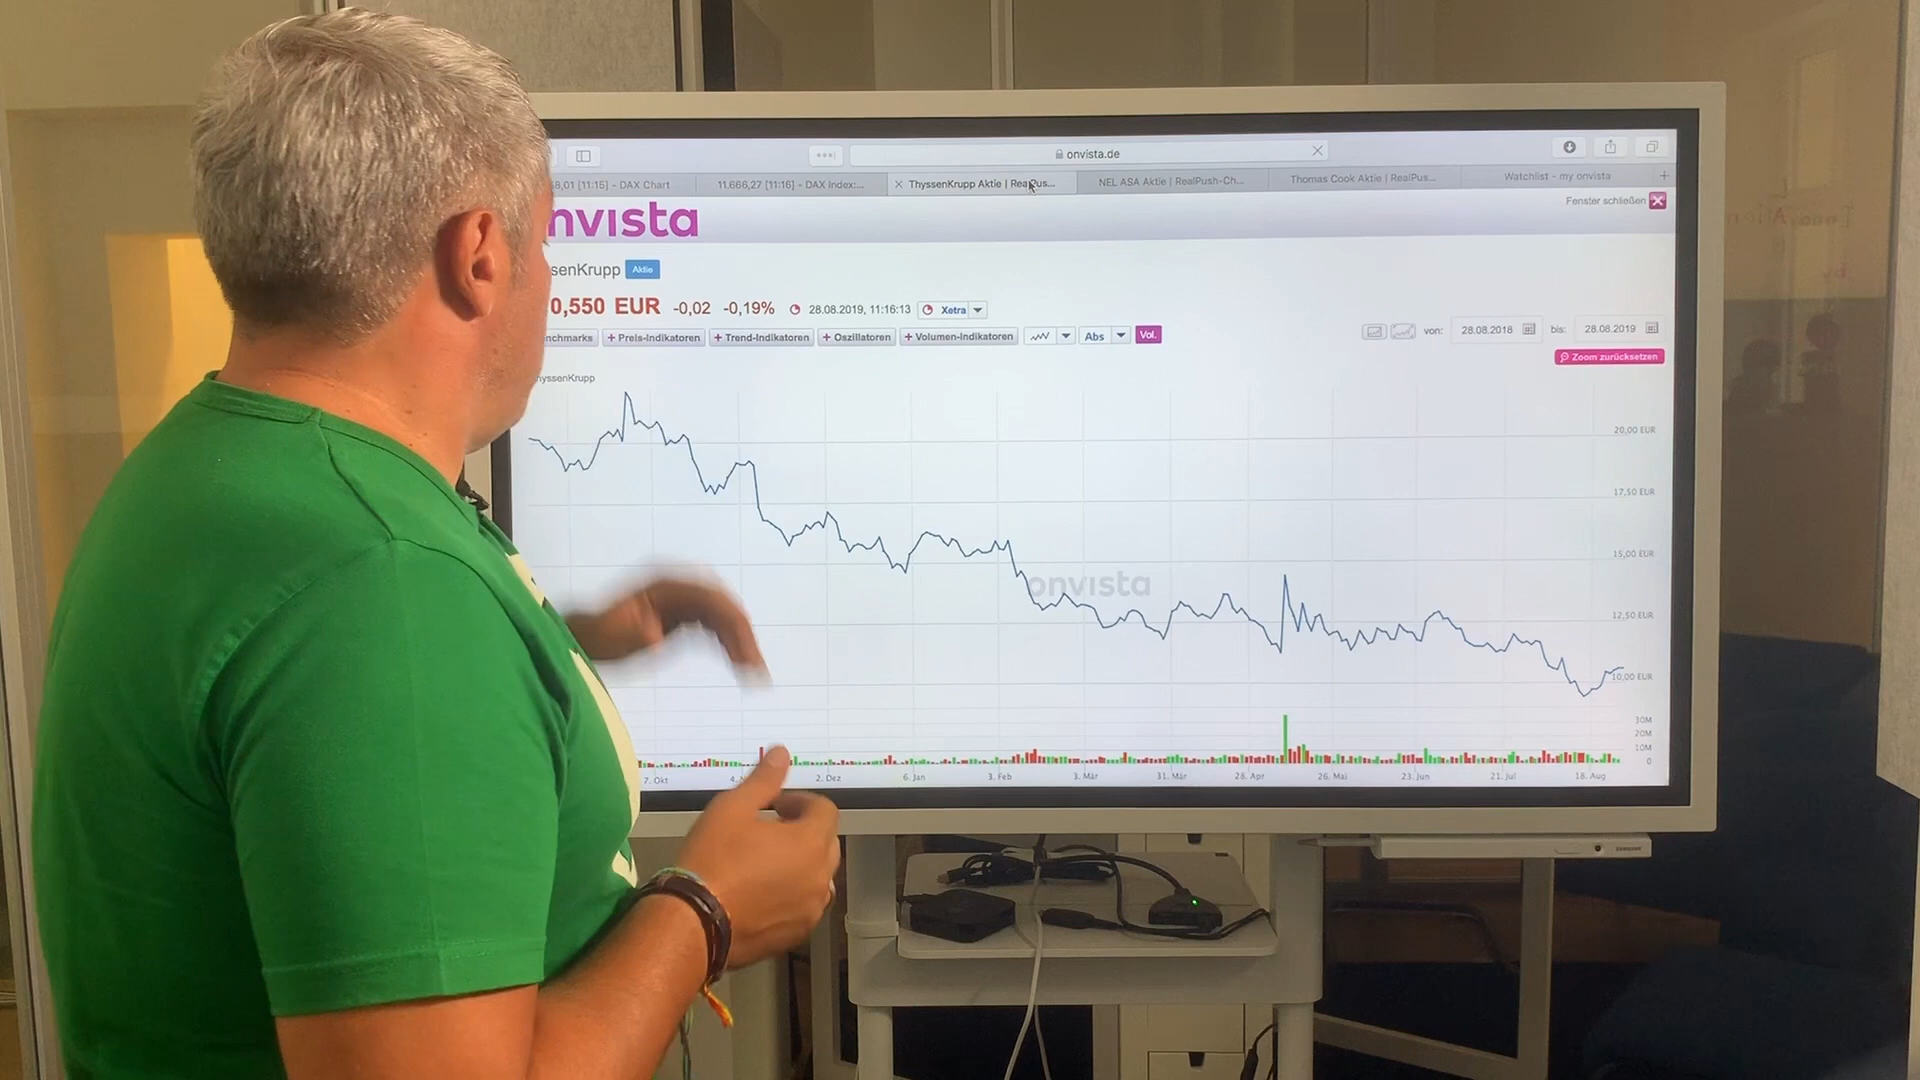 onvista.de
8,01 [11:15] - DAX Chart
11.666,27 [11:16] - DAX Index:...
ThyssenKrupp Aktie | RealPus...
NEL ASA Aktie | RealPush-Ch...
Thomas Cook Aktie | RealPus...
Watchlist - my onvista
Fenster schließen
nvista
senKrupp Aktie
0,550 EUR -0,02 -0,19% 28.08.2019, 11:16:13 Xetra
nchmarks + Preis-Indikatoren + Trend-Indikatoren + Oszillatoren + Volumen-Indikatoren Abs Vol. von: 28.08.2018 bis: 28.08.2019
Zoom zurücksetzen
hyssenKrupp
20,00 EUR
17,50 EUR
15,00 EUR
onvista
12,50 EUR
10,00 EUR
30M
20M
10M
0
7. Okt 4. 2. Dez 6. Jan 3. Feb 3. Mär 31. Mär 28. Apr 26. Mai 23. Jun 21. Jul 18. Aug
SAMSUNG